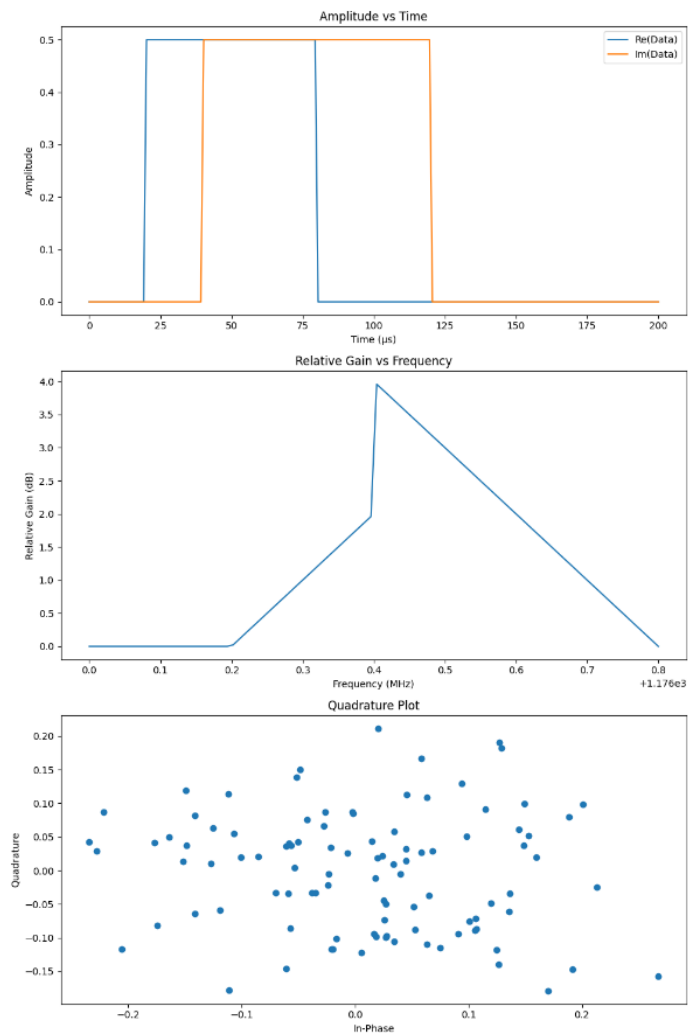 Amplitude vs Time
0.5
0.4
0.3
0.2
0.1
0.0
Amplitude
Re(Data)
Im(Data)
0 25 50 75 100 125 150 175 200
Time (µs)
Relative Gain vs Frequency
4.0
3.5
3.0
2.5
2.0
1.5
1.0
0.5
0.0
Relative Gain (dB)
0.0 0.1 0.2 0.3 0.4 0.5 0.6 0.7 0.8
Frequency (MHz)
+1.176e3
Quadrature Plot
0.20
0.15
0.10
0.05
0.00
−0.05
−0.10
−0.15
Quadrature
−0.2 −0.1 0.0 0.1 0.2
In-Phase